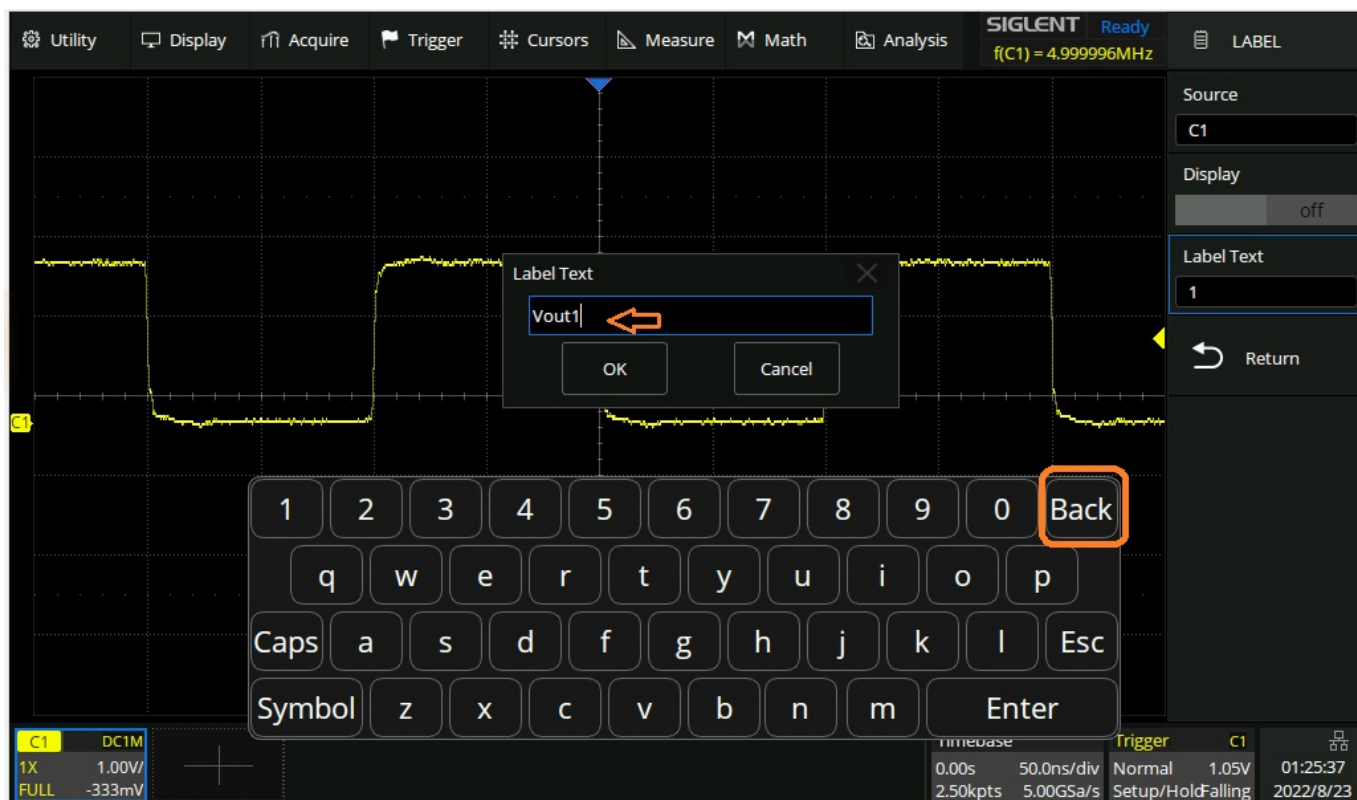 Utility Display Acquire Trigger Cursors Measure Math Analysis SIGLENT Ready LABEL
f(C1) = 4.999996MHz
Source
C1
Display
off
Label Text
1
Return
Label Text
Vout1
OK Cancel
C1
1 2 3 4 5 6 7 8 9 0 Back
q w e r t y u i o p
Caps a s d f g h j k l Esc
Symbol z x c v b n m Enter
C1 DC1M
1X 1.00V/
FULL -333mV
Timebase
0.00s 50.0ns/div
2.50kpts 5.00GSa/s
Trigger C1
Normal 1.05V
Setup/Hold Falling
01:25:37
2022/8/23